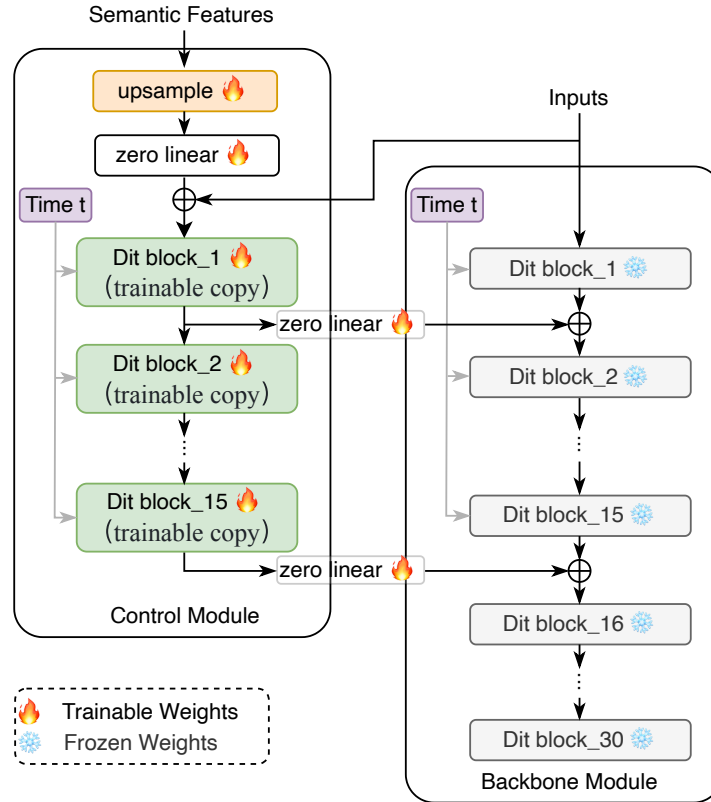 Semantic Features
upsample
zero linear
Time t
Dit block_1
(trainable copy)
zero linear
Dit block_2
(trainable copy)
Dit block_15
(trainable copy)
zero linear
Control Module
Inputs
Time t
Dit block_1
Dit block_2
Dit block_15
Dit block_16
Dit block_30
Backbone Module
Trainable Weights
Frozen Weights